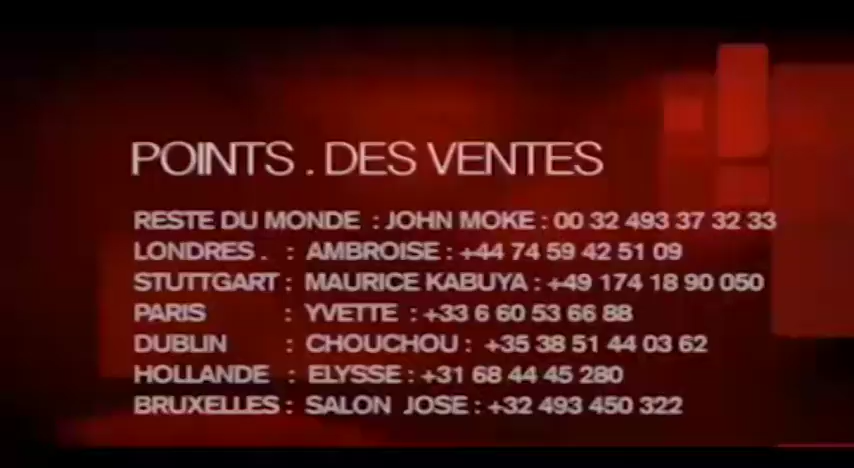 POINTS . DES VENTES
RESTE DU MONDE : JOHN MOKE : 00 32 493 37 32 33
LONDRES . : AMBROISE : +44 74 59 42 51 09
STUTTGART : MAURICE KABUYA : +49 174 18 90 050
PARIS : YVETTE : +33 6 60 53 66 88
DUBLIN : CHOUCHOU : +35 38 51 44 03 62
HOLLANDE : ELYSSE : +31 68 44 45 280
BRUXELLES : SALON JOSE : +32 493 450 322